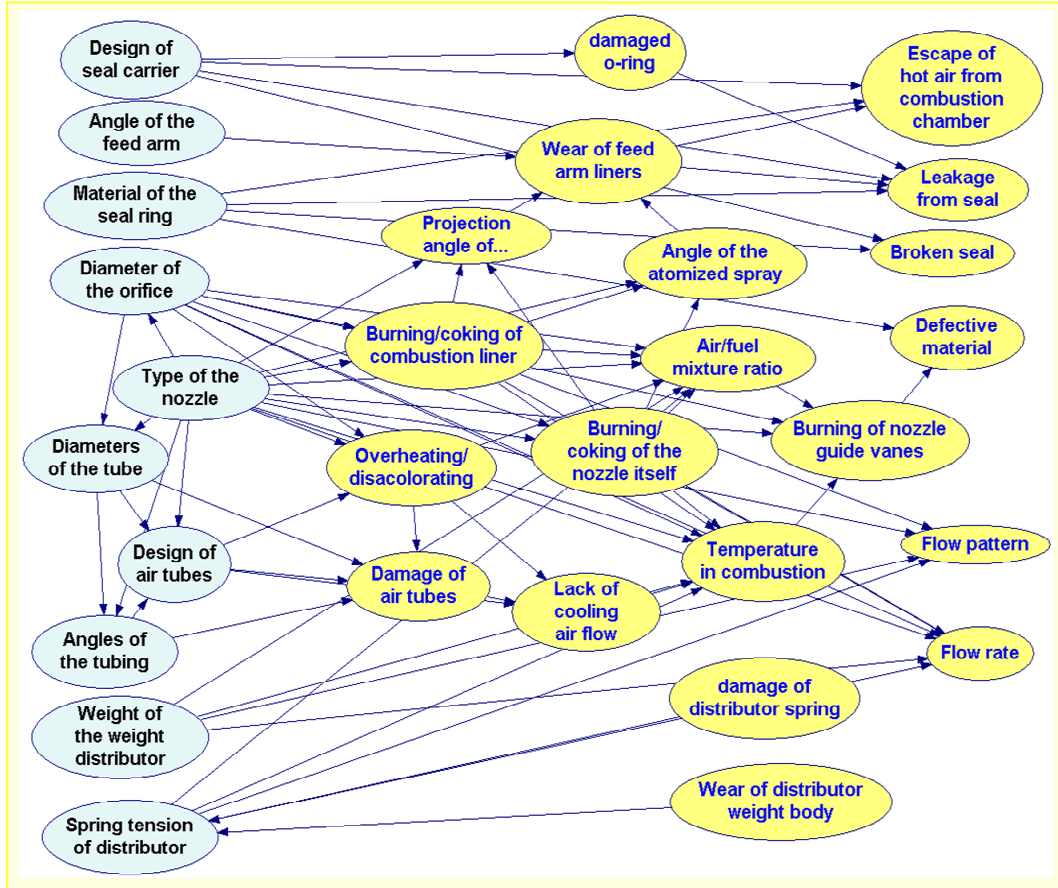 Design of
seal carrier
damaged
o-ring
Escape of
hot air from
combustion
chamber
Angle of the
feed arm
Wear of feed
arm liners
Material of the
seal ring
Leakage
from seal
Projection
angle of...
Broken seal
Angle of the
atomized spray
Diameter of
the orifice
Burning/coking of
combustion liner
Air/fuel
mixture ratio
Defective
material
Type of the
nozzle
Diameters
of the tube
Overheating/
disacolorating
Burning/
coking of the
nozzle itself
Burning of nozzle
guide vanes
Design of
air tubes
Damage of
air tubes
Lack of
cooling
air flow
Temperature
in combustion
Flow pattern
Angles of
the tubing
Flow rate
Weight of
the weight
distributor
damage of
distributor spring
Spring tension
of distributor
Wear of distributor
weight body